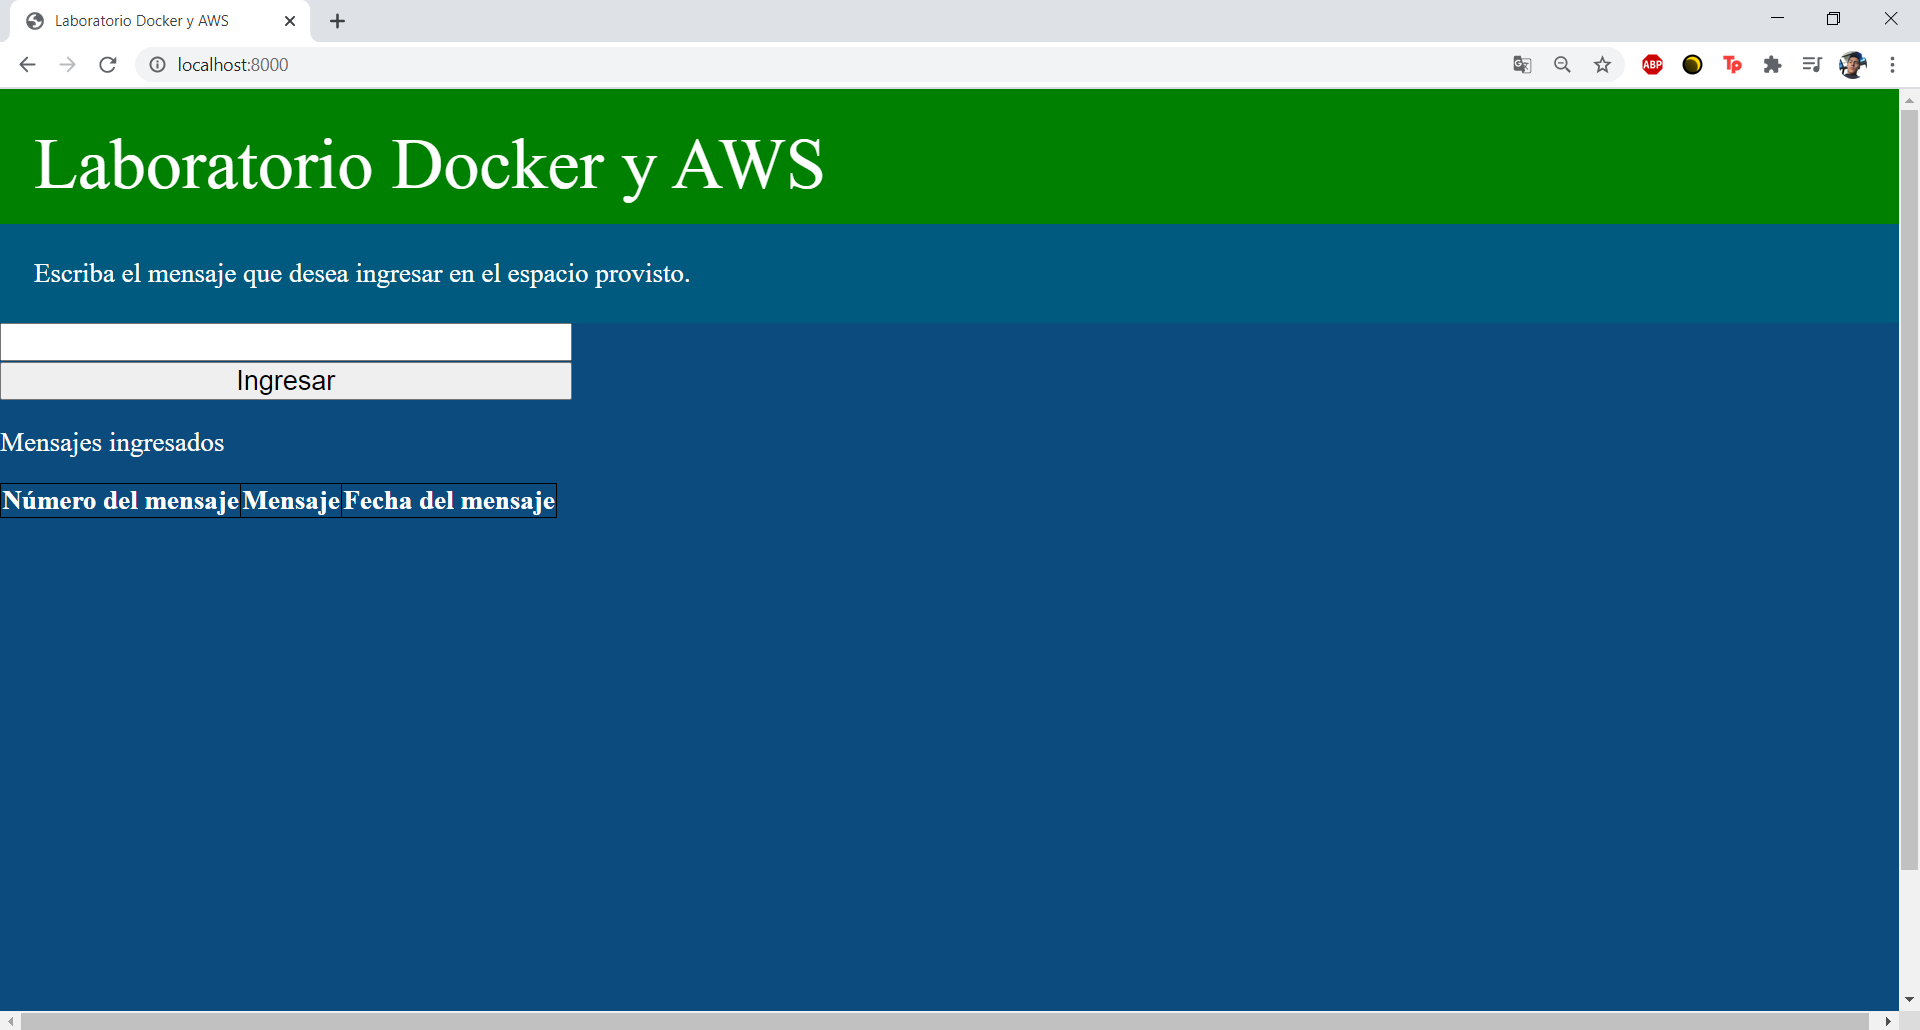 Laboratorio Docker y AWS
localhost:8000
ABP
Tp
Laboratorio Docker y AWS
Escriba el mensaje que desea ingresar en el espacio provisto.
Ingresar
Mensajes ingresados
Número del mensaje Mensaje Fecha del mensaje